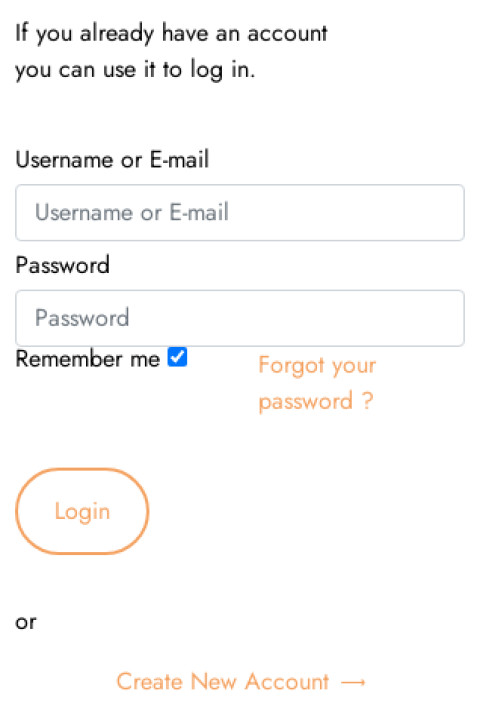 If you already have an account
you can use it to log in.
Username or E-mail
Username or E-mail
Password
Password
Remember me
Forgot your
password ?
Login
or
Create New Account ⟶